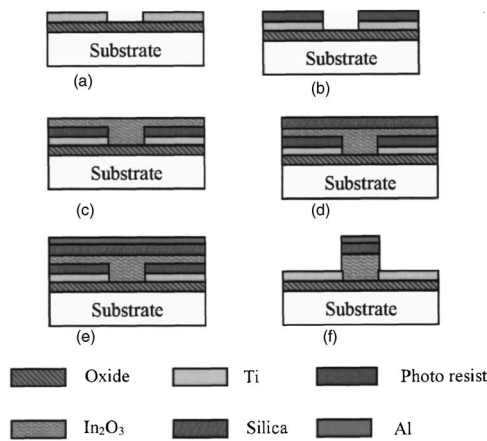 Substrate
Substrate
(a)
(b)
Substrate
Substrate
(c)
(d)
Substrate
Substrate
(e)
(f)
Oxide
Ti
Photo resist
In₂O₃
Silica
Al